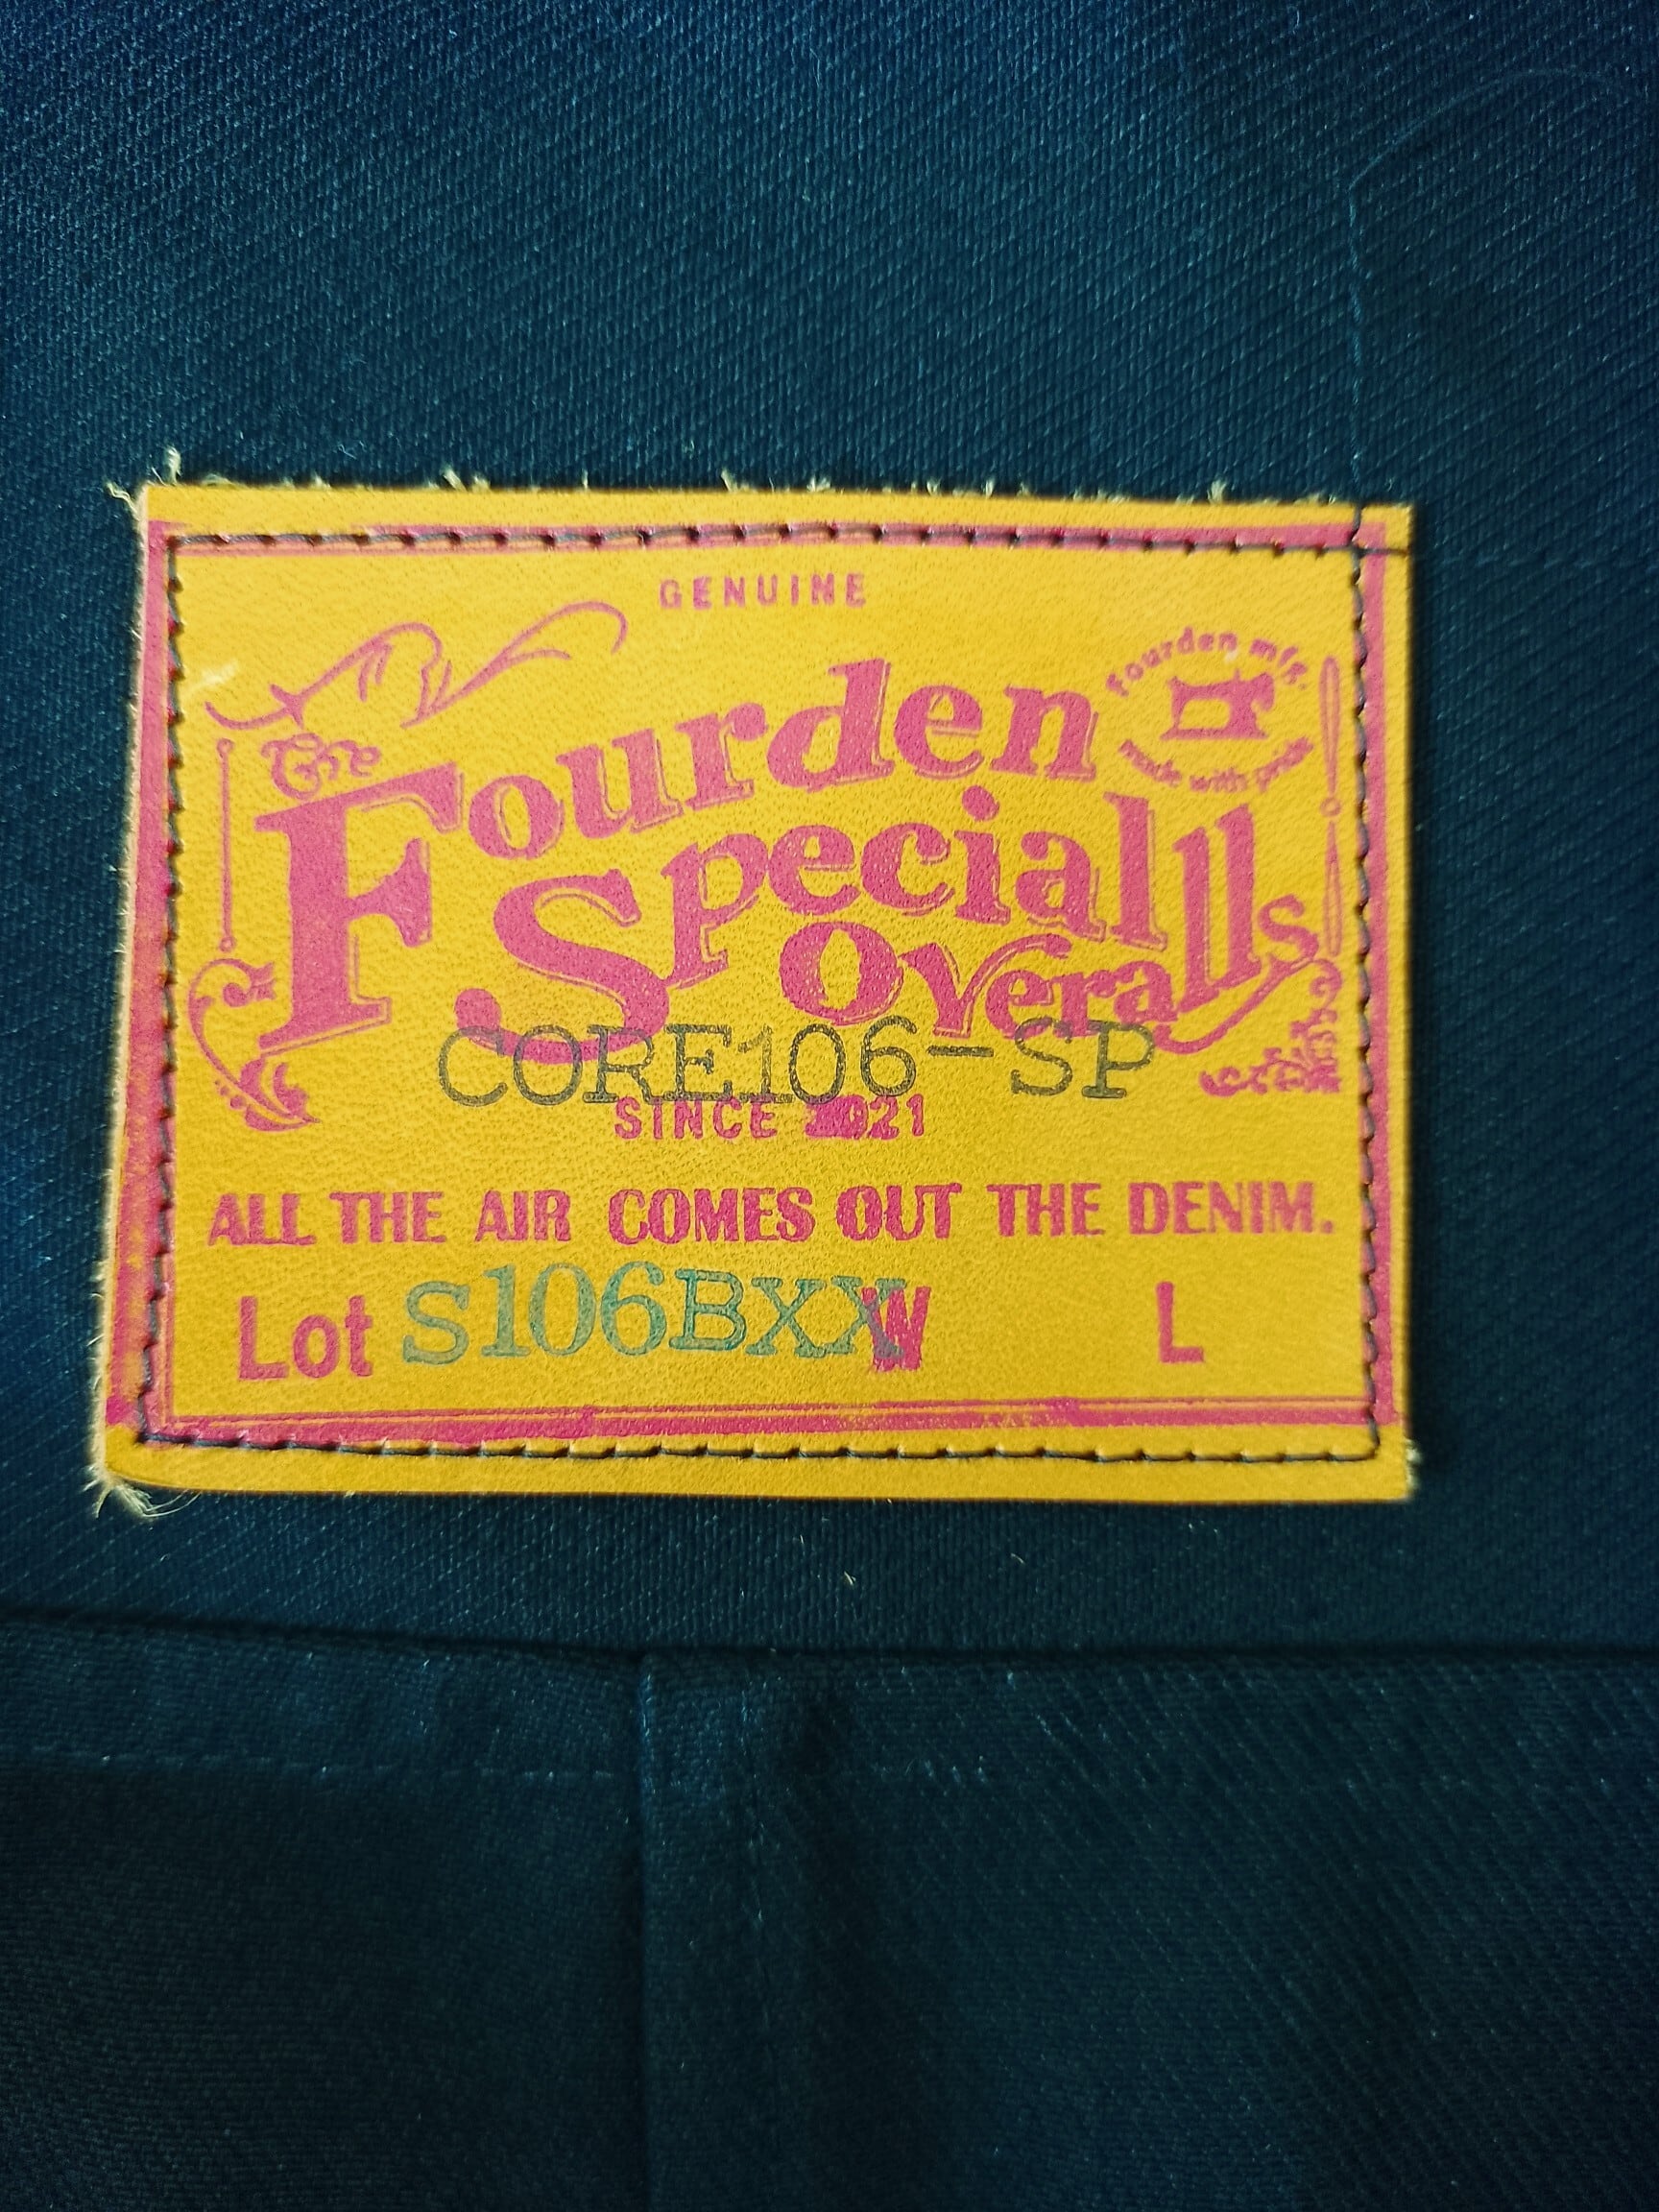 GENUINE
fourden mfg.
made with pride
The
Fourden
Special
Overalls
CORE106-SP
SINCE 2021
ALL THE AIR COMES OUT THE DENIM.
Lot S106BXX W L